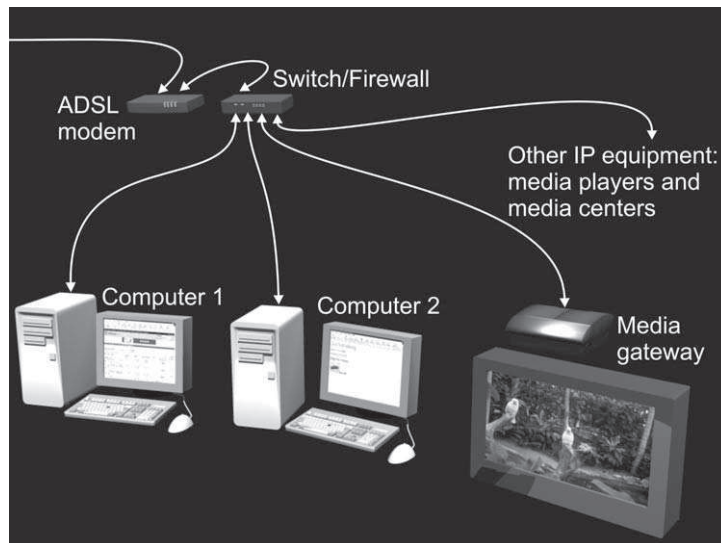 Switch/Firewall
ADSL
modem
Other IP equipment:
media players and
media centers
Computer 1
Computer 2
Media
gateway